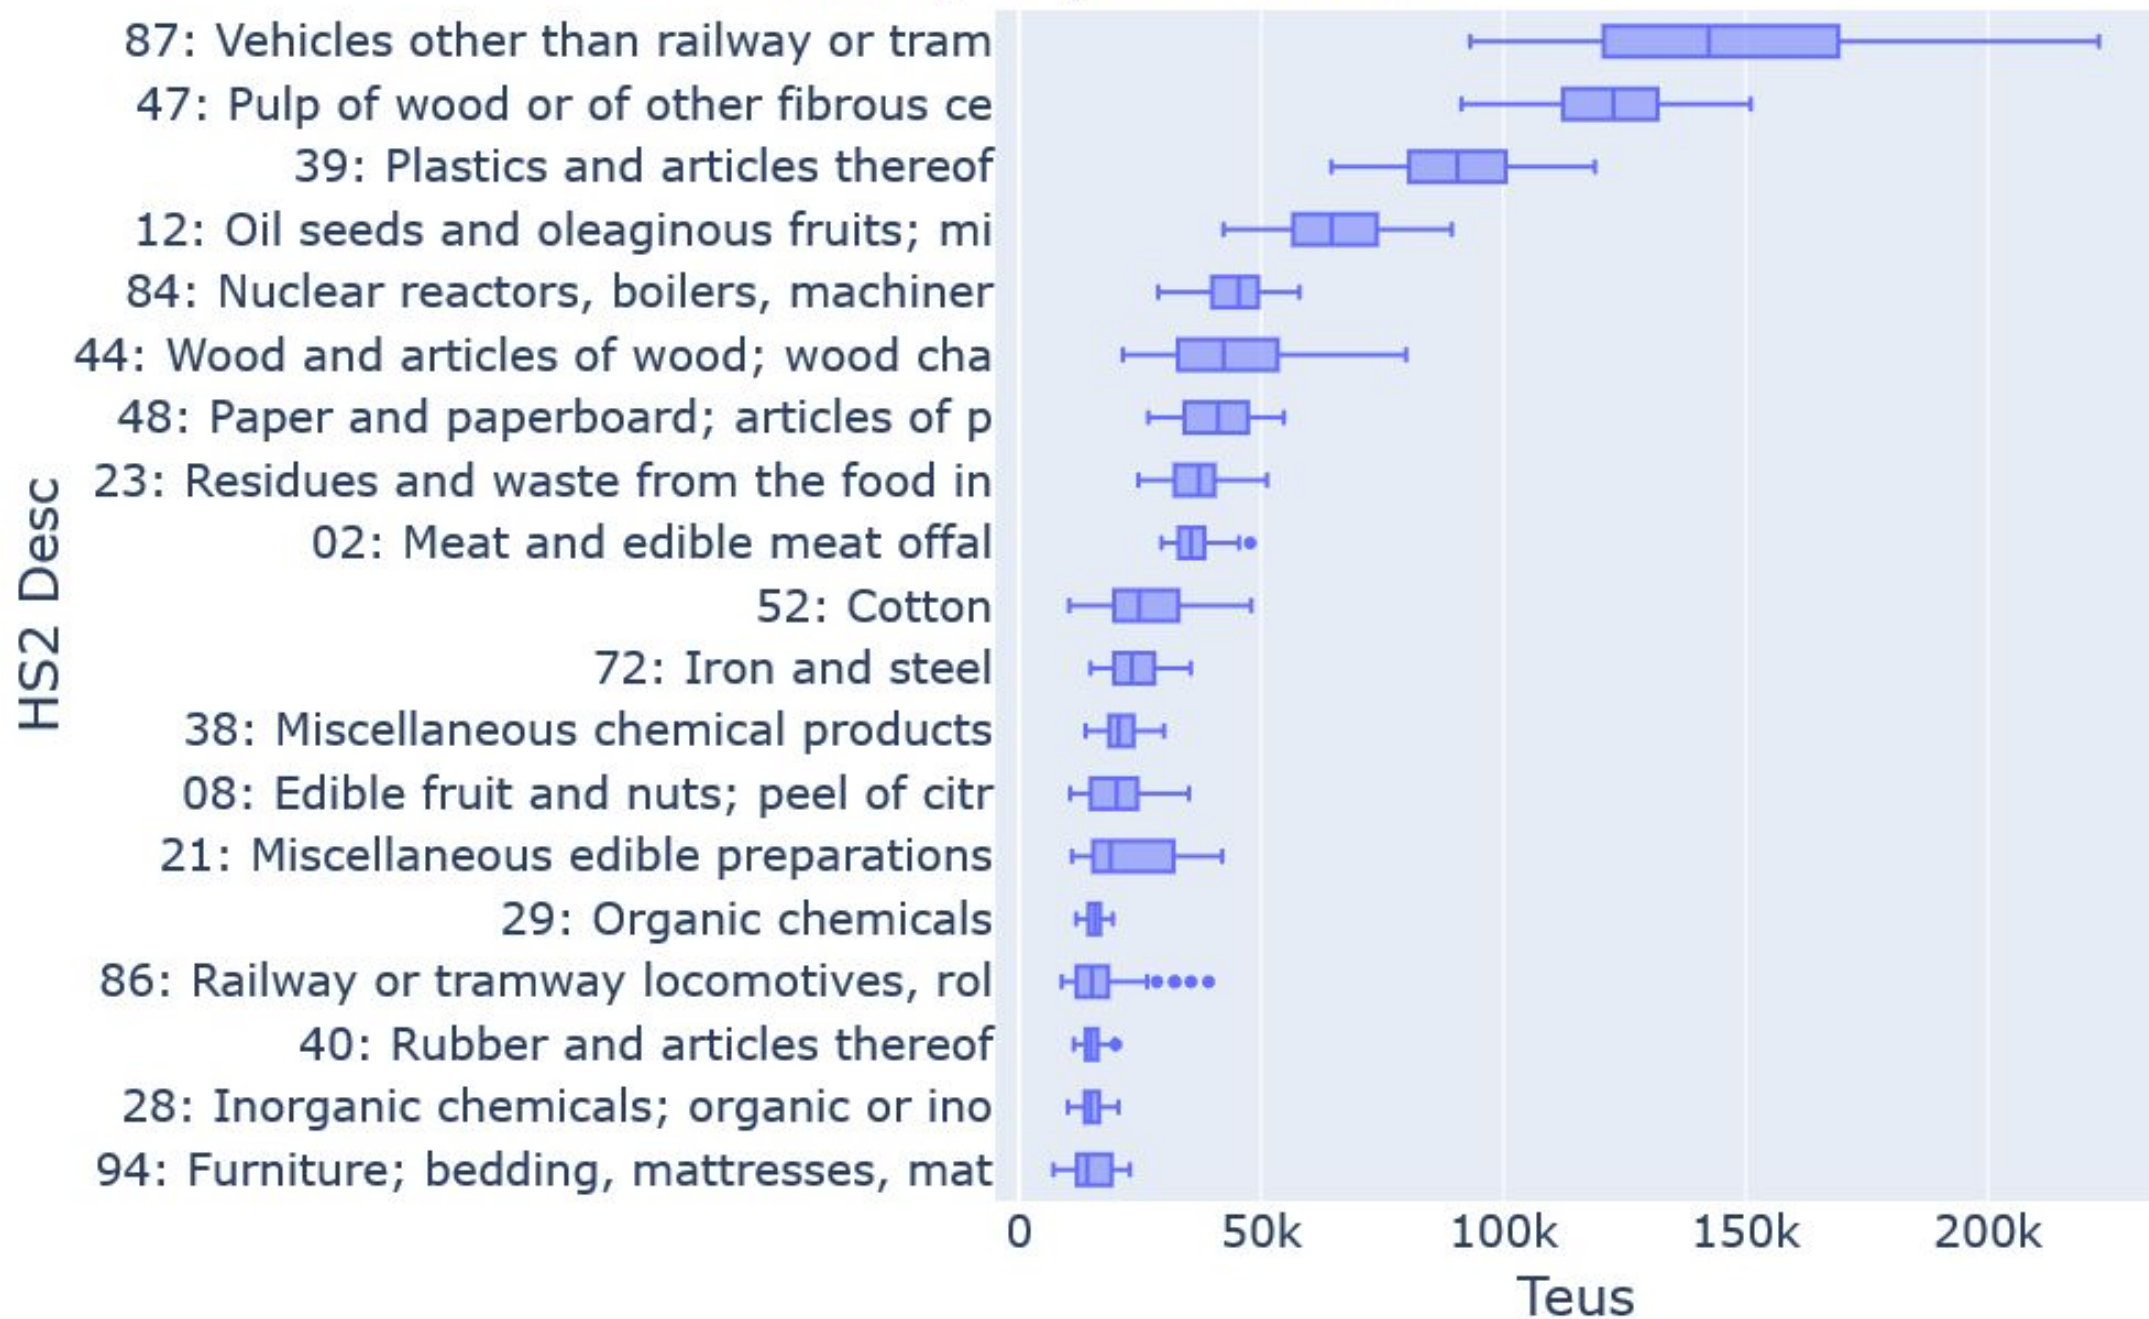 87: Vehicles other than railway or tram
47: Pulp of wood or of other fibrous ce
39: Plastics and articles thereof
12: Oil seeds and oleaginous fruits; mi
84: Nuclear reactors, boilers, machiner
44: Wood and articles of wood; wood cha
48: Paper and paperboard; articles of p
23: Residues and waste from the food in
02: Meat and edible meat offal
52: Cotton
72: Iron and steel
38: Miscellaneous chemical products
08: Edible fruit and nuts; peel of citr
21: Miscellaneous edible preparations
29: Organic chemicals
86: Railway or tramway locomotives, rol
40: Rubber and articles thereof
28: Inorganic chemicals; organic or ino
94: Furniture; bedding, mattresses, mat
HS2 Desc
0 50k 100k 150k 200k
Teus